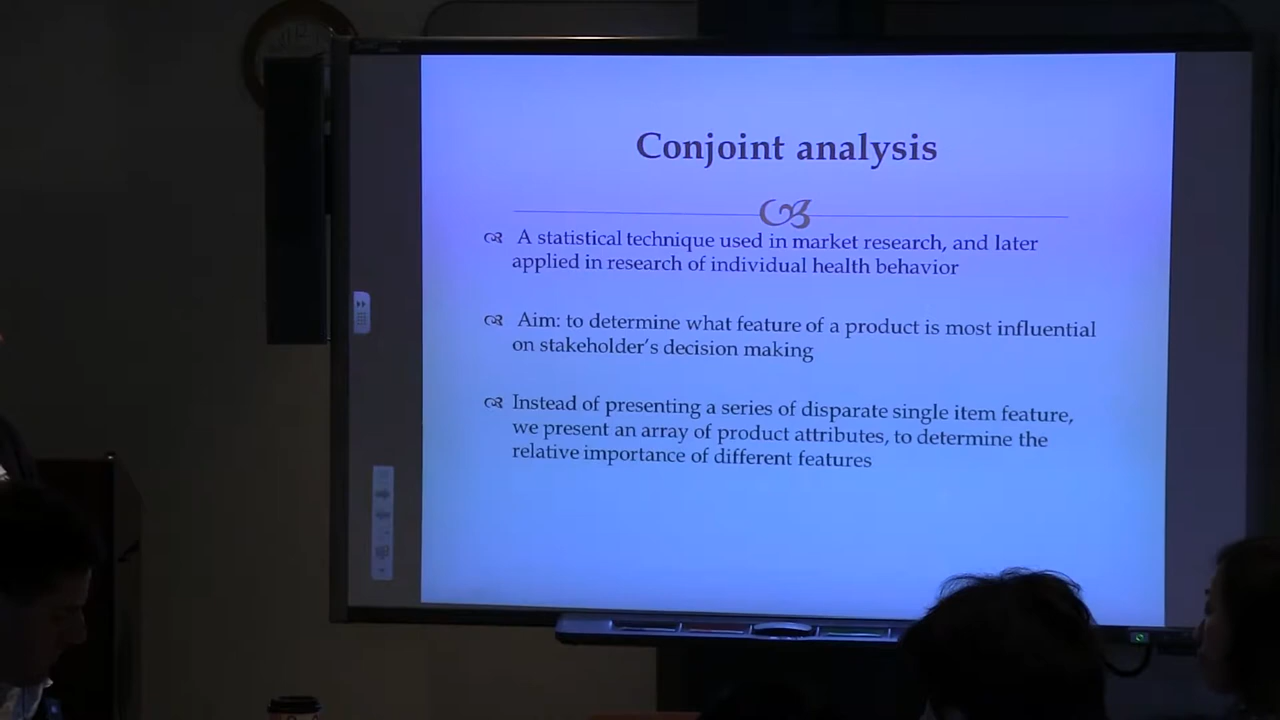 Conjoint analysis
A statistical technique used in market research, and later
applied in research of individual health behavior
Aim: to determine what feature of a product is most influential
on stakeholder's decision making
Instead of presenting a series of disparate single item feature,
we present an array of product attributes, to determine the
relative importance of different features